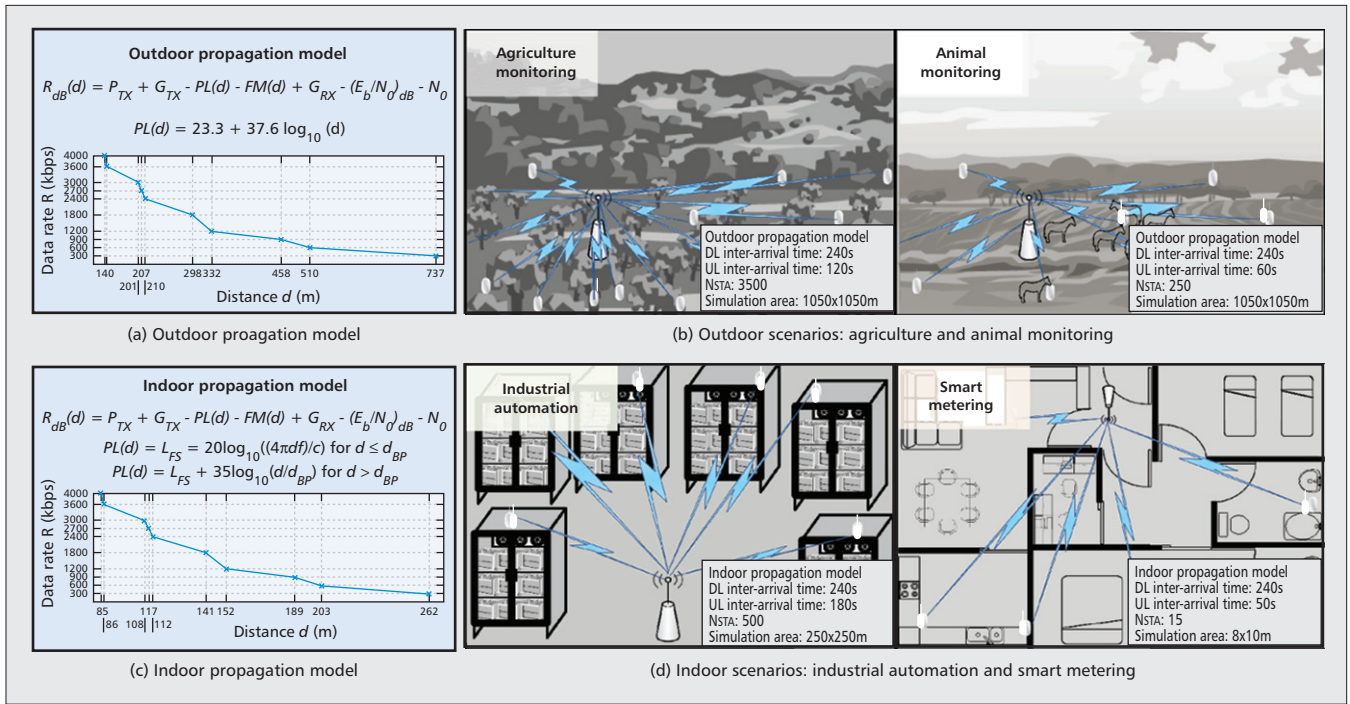 Outdoor propagation model
R_dB(d) = P_TX + G_TX - PL(d) - FM(d) + G_RX - (E_b/N_0)_dB - N_0
PL(d) = 23.3 + 37.6 log_10 (d)
Data rate R (kbps)
4000
3600
3000
2700
2400
1800
1200
900
600
300
140 207 298 332 458 510 737
201 210
Distance d (m)
(a) Outdoor proagation model
Agriculture
monitoring
Outdoor propagation model
DL inter-arrival time: 240s
UL inter-arrival time: 120s
NSTA: 3500
Simulation area: 1050x1050m
Animal
monitoring
Outdoor propagation model
DL inter-arrival time: 240s
UL inter-arrival time: 60s
NSTA: 250
Simulation area: 1050x1050m
(b) Outdoor scenarios: agriculture and animal monitoring
Indoor propagation model
R_dB(d) = P_TX + G_TX - PL(d) - FM(d) + G_RX - (E_b/N_0)_dB - N_0
PL(d) = L_FS = 20log_10((4πdf)/c) for d ≤ d_BP
PL(d) = L_FS + 35log_10(d/d_BP) for d > d_BP
Data rate R (kbps)
4000
3600
3000
2700
2400
1800
1200
900
600
300
85 117 141 152 189 203 262
86 108 112
Distance d (m)
(c) Indoor propagation model
Industrial
automation
Indoor propagation model
DL inter-arrival time: 240s
UL inter-arrival time: 180s
NSTA: 500
Simulation area: 250x250m
Smart
metering
Indoor propagation model
DL inter-arrival time: 240s
UL inter-arrival time: 50s
NSTA: 15
Simulation area: 8x10m
(d) Indoor scenarios: industrial automation and smart metering